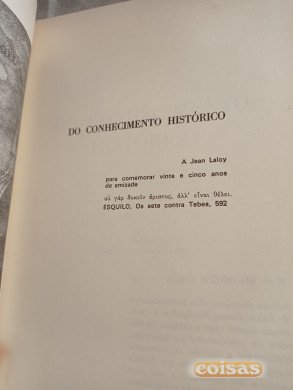 DO CONHECIMENTO HISTÓRICO
A Jean Laloy
para comemorar vinte e cinco anos
de amizade
οὐ γὰρ δοκεῖν ἄριστος, ἀλλ' εἶναι θέλει.
ESQUILO, Os sete contra Tebas, 592
coisas